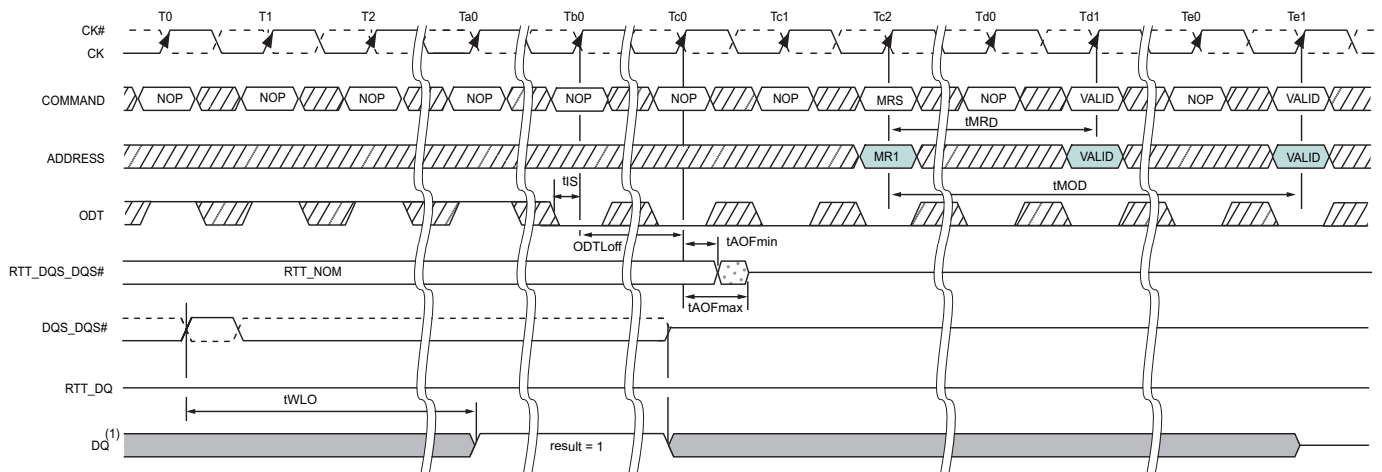 T0 T1 T2 Ta0 Tb0 Tc0 Tc1 Tc2 Td0 Td1 Te0 Te1
CK#
CK
COMMAND NOP NOP NOP NOP NOP NOP NOP MRS NOP VALID NOP VALID
tMRD
ADDRESS MR1 VALID VALID
tIS
tMOD
ODT
ODTLoff
tAOFmin
RTT_DQS_DQS# RTT_NOM
tAOFmax
DQS_DQS#
RTT_DQ
tWLO
DQ(1) result = 1